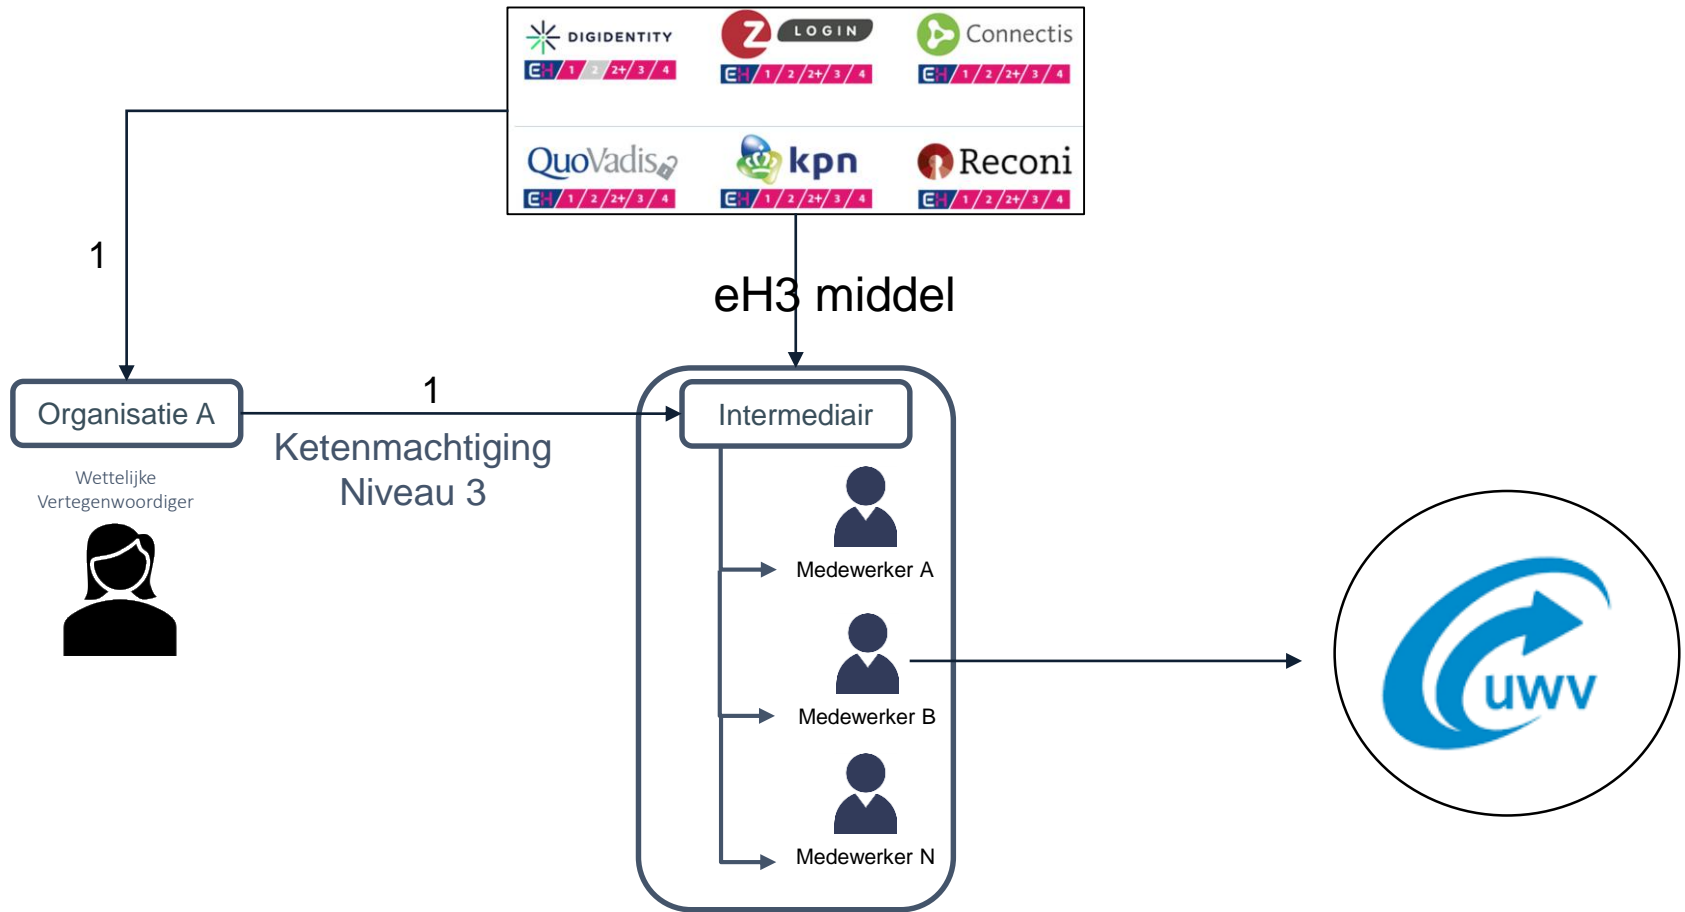 DIGIDENTITY
Z LOGIN
Connectis
EH 1 2 2+ 3 4
EH 1 2 2+ 3 4
EH 1 2 2+ 3 4
QuoVadis
kpn
Reconi
EH 1 2 2+ 3 4
EH 1 2 2+ 3 4
EH 1 2 2+ 3 4
1
eH3 middel
Organisatie A
1
Intermediair
Ketenmachtiging
Niveau 3
Wettelijke
Vertegenwoordiger
Medewerker A
Medewerker B
Medewerker N
uwv